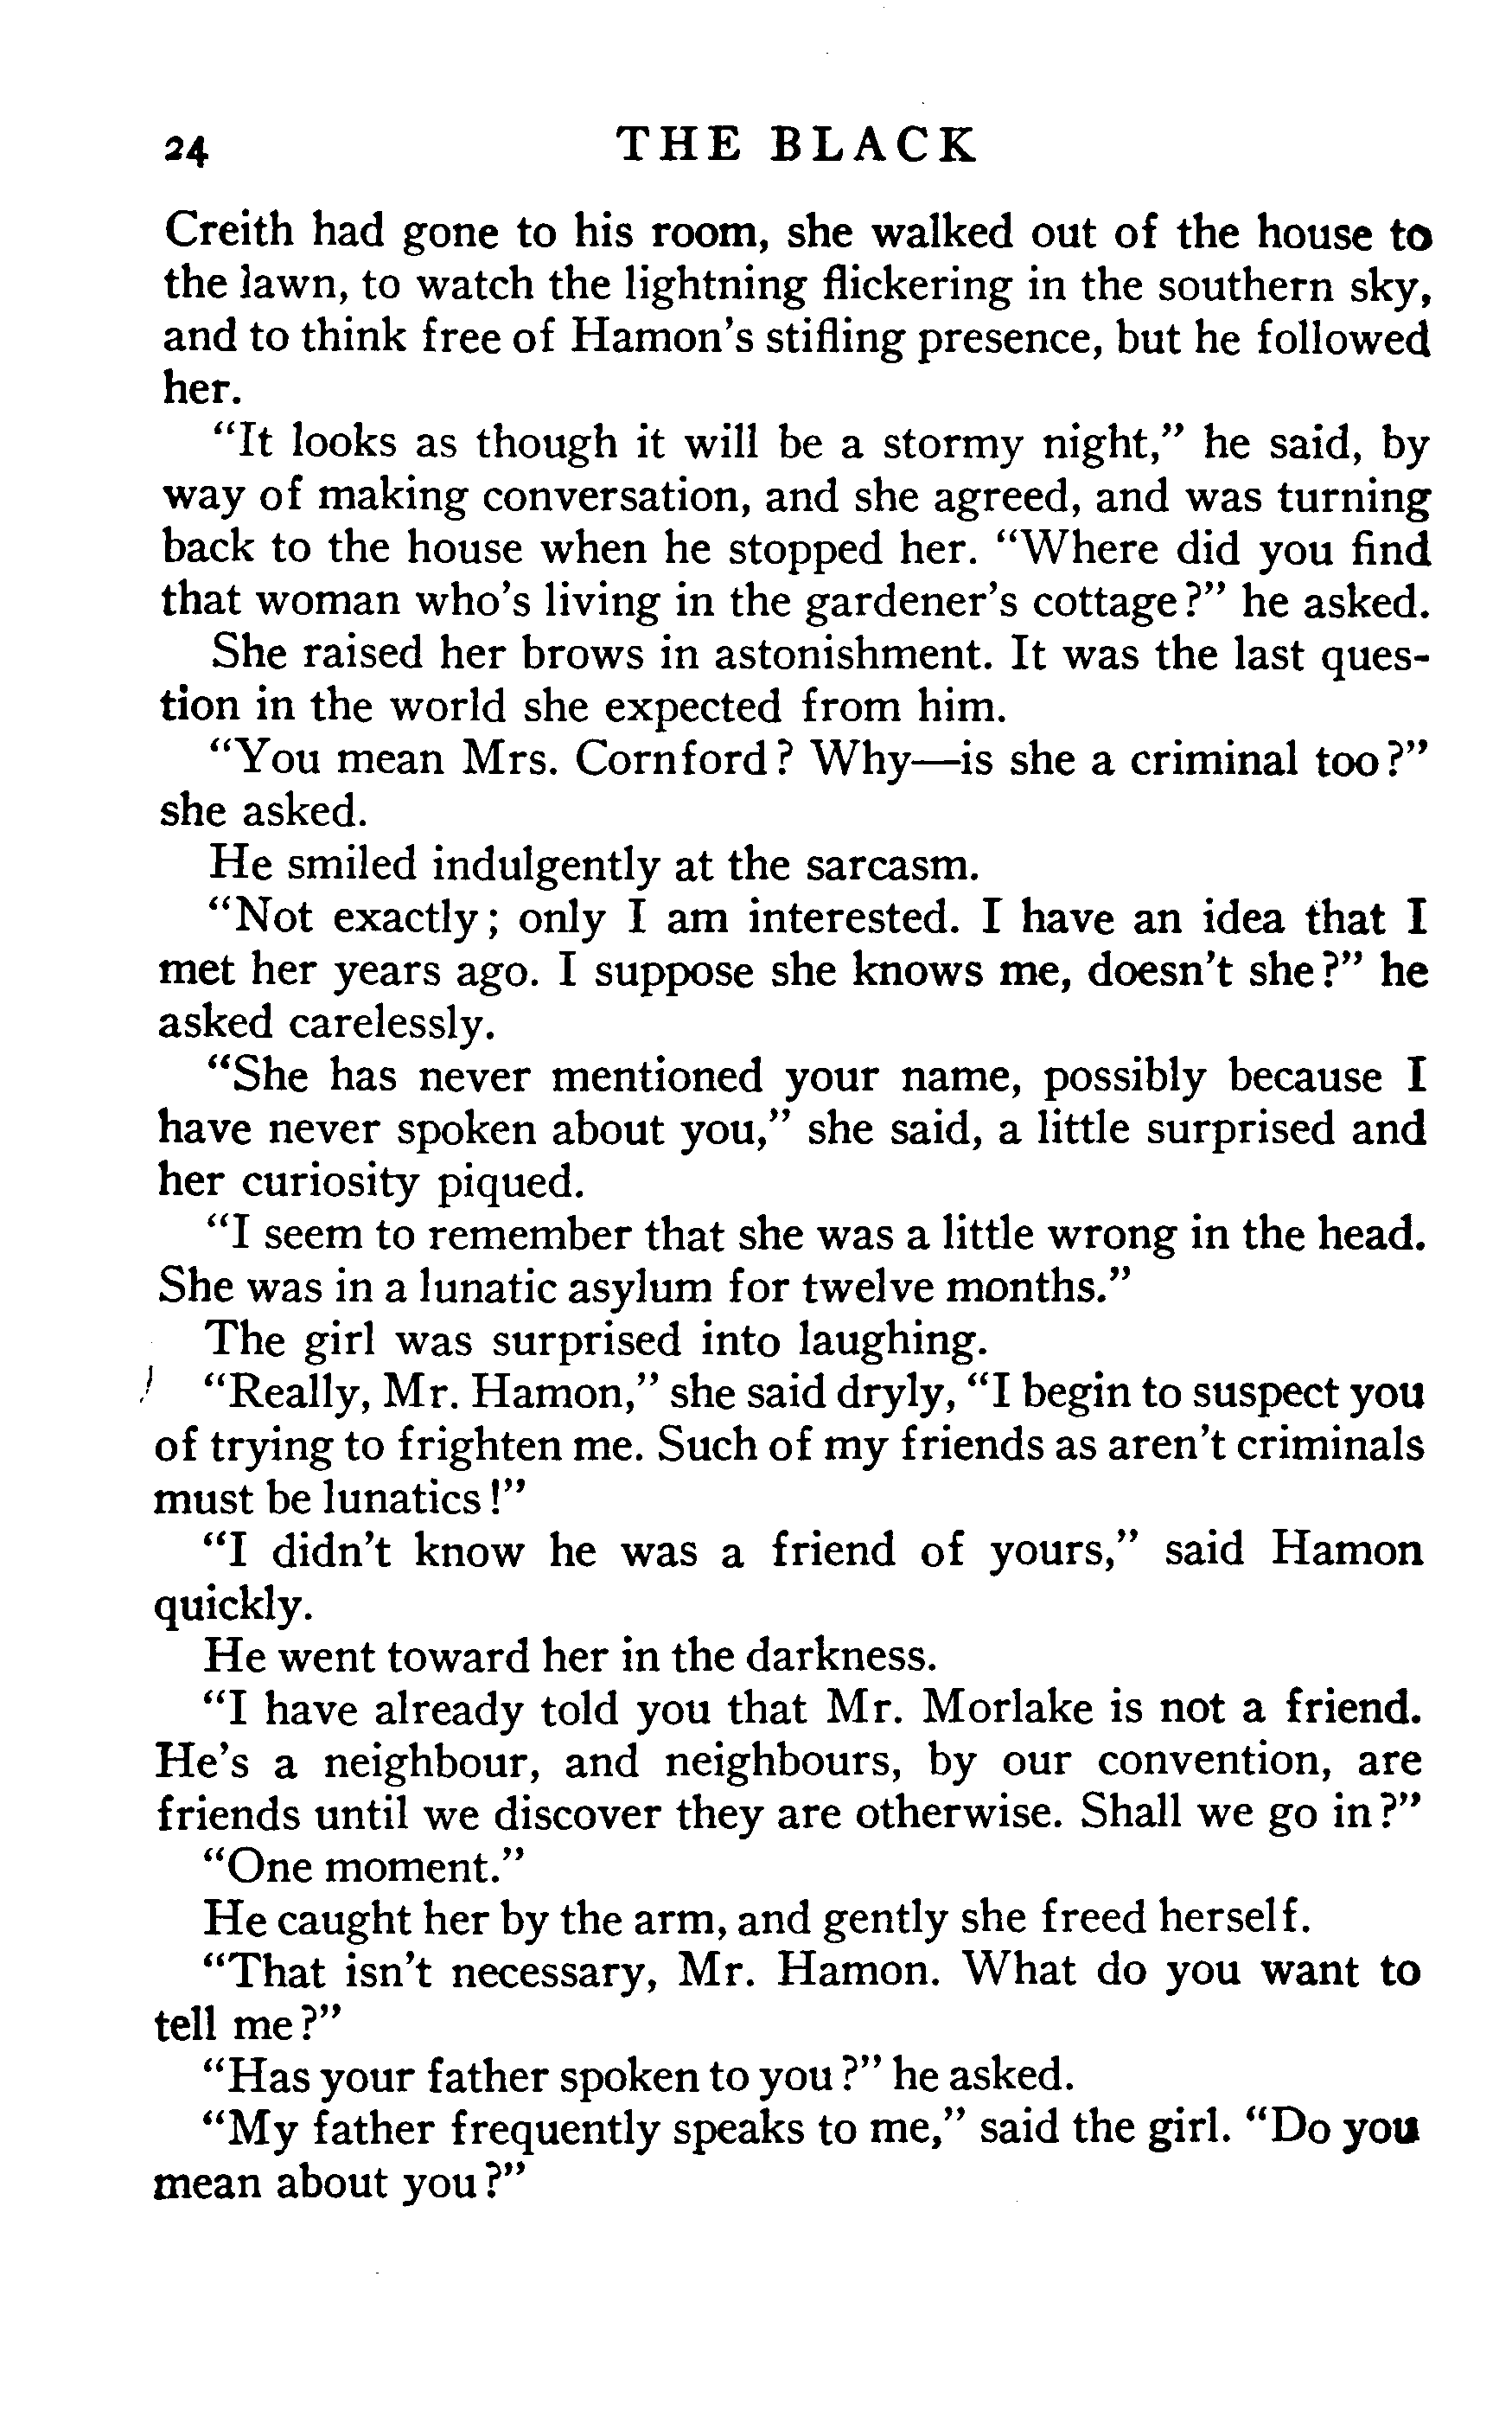 24 THE BLACK
Creith had gone to his room, she walked out of the house to
the lawn, to watch the lightning flickering in the southern sky,
and to think free of Hamon's stifling presence, but he followed
her.
"It looks as though it will be a stormy night," he said, by
way of making conversation, and she agreed, and was turning
back to the house when he stopped her. "Where did you find
that woman who's living in the gardener's cottage?" he asked.
She raised her brows in astonishment. It was the last ques-
tion in the world she expected from him.
"You mean Mrs. Cornford? Why—is she a criminal too?"
she asked.
He smiled indulgently at the sarcasm.
"Not exactly; only I am interested. I have an idea that I
met her years ago. I suppose she knows me, doesn't she?" he
asked carelessly.
"She has never mentioned your name, possibly because I
have never spoken about you," she said, a little surprised and
her curiosity piqued.
"I seem to remember that she was a little wrong in the head.
She was in a lunatic asylum for twelve months."
The girl was surprised into laughing.
"Really, Mr. Hamon," she said dryly, "I begin to suspect you
of trying to frighten me. Such of my friends as aren't criminals
must be lunatics!"
"I didn't know he was a friend of yours," said Hamon
quickly.
He went toward her in the darkness.
"I have already told you that Mr. Morlake is not a friend.
He's a neighbour, and neighbours, by our convention, are
friends until we discover they are otherwise. Shall we go in?"
"One moment."
He caught her by the arm, and gently she freed herself.
"That isn't necessary, Mr. Hamon. What do you want to
tell me?"
"Has your father spoken to you?" he asked.
"My father frequently speaks to me," said the girl. "Do you
mean about you?"